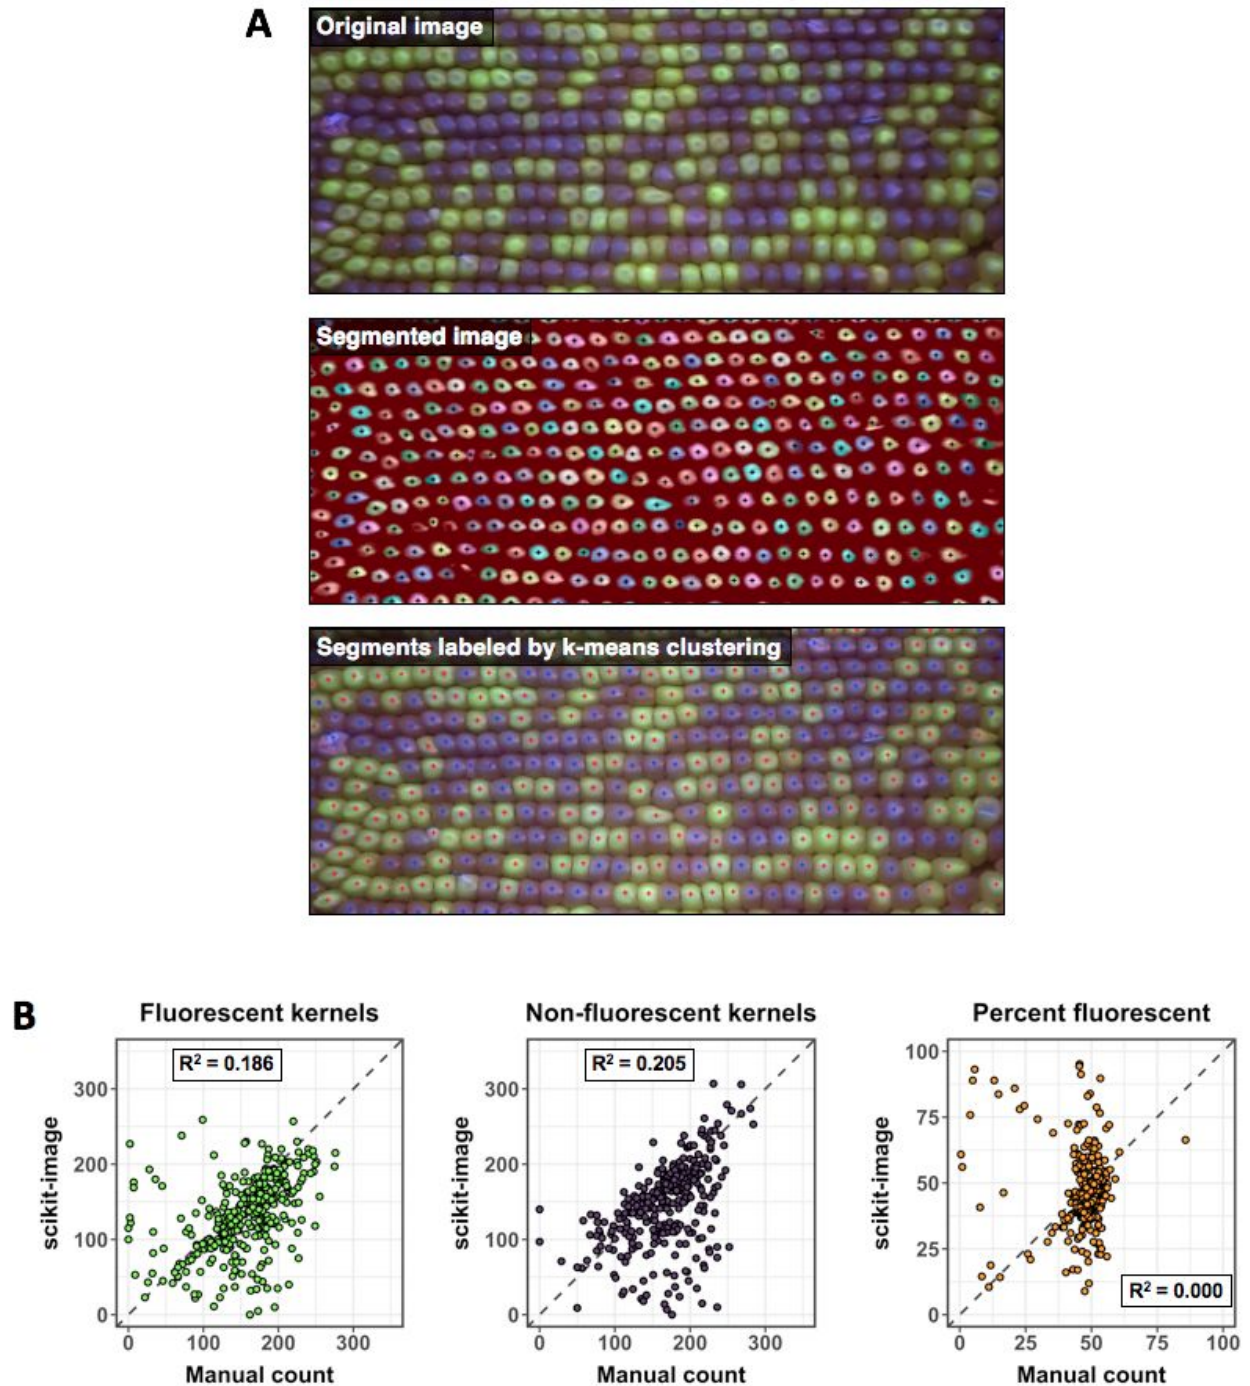 A
Original image
Segmented image
Segments labeled by k-means clustering
B
Fluorescent kernels
R² = 0.186
300
200
100
0
scikit-image
0 100 200 300
Manual count
Non-fluorescent kernels
R² = 0.205
300
200
100
0
scikit-image
0 100 200 300
Manual count
Percent fluorescent
100
75
50
25
0
scikit-image
R² = 0.000
0 25 50 75 100
Manual count